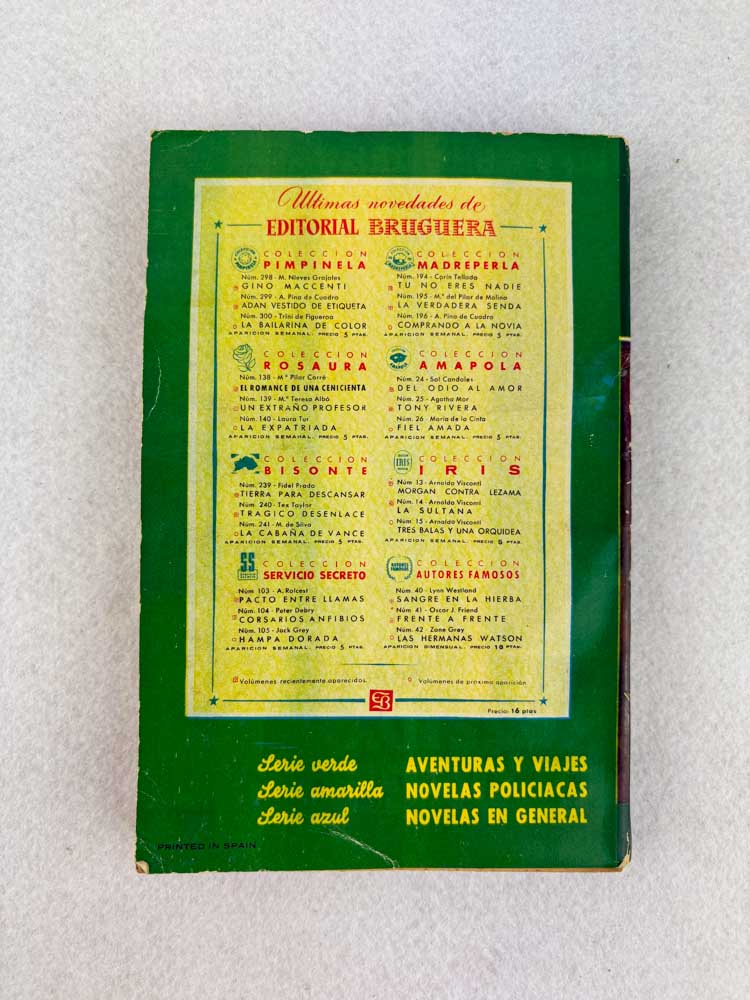 Ultimas novedades de
EDITORIAL BRUGUERA
COLECCION
PIMPINELA
Núm. 298 - M. Nieves Grajales
GINO MACCENTI
Núm. 299 - A. Pino de Cuadro
ADAN VESTIDO DE ETIQUETA
Núm. 300 - Trini de Figueroa
LA BAILARINA DE COLOR
APARICION SEMANAL. PRECIO 5 PTAS.
COLECCION
MADREPERLA
Núm. 194 - Corín Tellado
TU NO ERES NADIE
Núm. 195 - M.ª del Pilar de Molina
LA VERDADERA SENDA
Núm. 196 - A. Pino de Cuadro
COMPRANDO A LA NOVIA
APARICION SEMANAL. PRECIO 5 PTAS.
COLECCION
ROSAURA
Núm. 138 - M.ª Pilar Carré
EL ROMANCE DE UNA CENICIENTA
Núm. 139 - M.ª Teresa Albó
UN EXTRAÑO PROFESOR
Núm. 140 - Laura Tur
LA EXPATRIADA
APARICION SEMANAL. PRECIO 5 PTAS.
COLECCION
AMAPOLA
Núm. 24 - Sol Candales
DEL ODIO AL AMOR
Núm. 25 - Agatha Mor
TONY RIVERA
Núm. 26 - María de la Cinta
FIEL AMADA
APARICION SEMANAL. PRECIO 5 PTAS.
COLECCION
BISONTE
Núm. 239 - Fidel Prado
TIERRA PARA DESCANSAR
Núm. 240 - Tex Taylor
TRAGICO DESENLACE
Núm. 241 - M. de Silva
LA CABAÑA DE VANCE
APARICION SEMANAL. PRECIO 5 PTAS.
IRIS
COLECCION
IRIS
Núm 13 - Arnaldo Visconti
MORGAN CONTRA LEZAMA
Núm. 14 - Arnaldo Visconti
LA SULTANA
Núm. 15 - Arnaldo Visconti
TRES BALAS Y UNA ORQUIDEA
APARICION SEMANAL. PRECIO 5 PTAS.
SS
COLECCION
SERVICIO SECRETO
Núm 103 - A. Rolcest
PACTO ENTRE LLAMAS
Núm. 104 - Peter Debry
CORSARIOS ANFIBIOS
Núm. 105 - Jack Grey
HAMPA DORADA
APARICION SEMANAL. PRECIO 5 PTAS.
COLECCION
AUTORES FAMOSOS
Núm. 40 - Lynn Westland
SANGRE EN LA HIERBA
Núm. 41 - Oscar J. Friend
FRENTE A FRENTE
Núm. 42 - Zane Grey
LAS HERMANAS WATSON
APARICION BIMENSUAL. PRECIO 10 PTAS.
Volúmenes recientemente aparecidos.
Volúmenes de próxima aparición.
EB
Precio: 16 ptas
Serie verde AVENTURAS Y VIAJES
Serie amarilla NOVELAS POLICIACAS
Serie azul NOVELAS EN GENERAL
PRINTED IN SPAIN